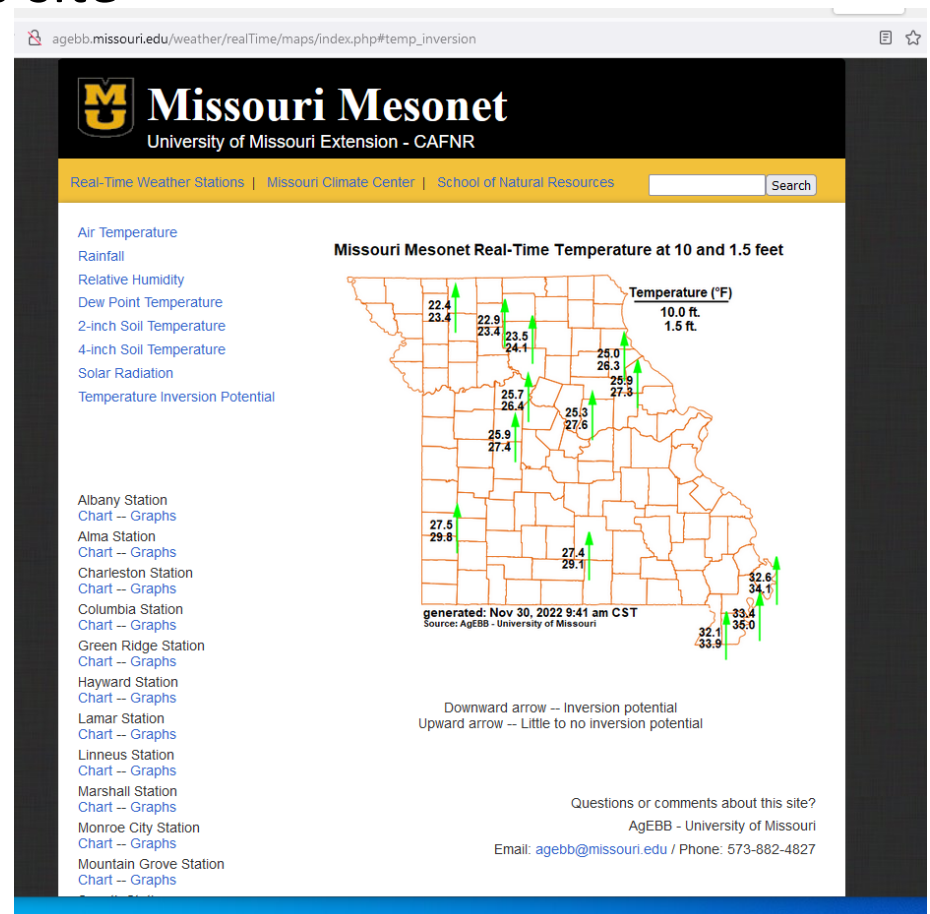 site
agebb.missouri.edu/weather/realTime/maps/index.php#temp_inversion
MU
Missouri Mesonet
University of Missouri Extension - CAFNR
Real-Time Weather Stations | Missouri Climate Center | School of Natural Resources
Search
Air Temperature
Rainfall
Relative Humidity
Dew Point Temperature
2-inch Soil Temperature
4-inch Soil Temperature
Solar Radiation
Temperature Inversion Potential
Albany Station
Chart -- Graphs
Alma Station
Chart -- Graphs
Charleston Station
Chart -- Graphs
Columbia Station
Chart -- Graphs
Green Ridge Station
Chart -- Graphs
Hayward Station
Chart -- Graphs
Lamar Station
Chart -- Graphs
Linneus Station
Chart -- Graphs
Marshall Station
Chart -- Graphs
Monroe City Station
Chart -- Graphs
Mountain Grove Station
Chart -- Graphs
Missouri Mesonet Real-Time Temperature at 10 and 1.5 feet
Temperature (°F)
10.0 ft.
1.5 ft.
22.4
23.4
22.9
23.4
23.5
24.1
25.0
26.3
25.9
27.3
25.7
26.4
25.3
27.6
25.9
27.4
27.5
29.8
27.4
29.1
32.6
34.1
33.4
35.0
32.1
33.9
generated: Nov 30, 2022 9:41 am CST
Source: AgEBB - University of Missouri
Downward arrow -- Inversion potential
Upward arrow -- Little to no inversion potential
Questions or comments about this site?
AgEBB - University of Missouri
Email: agebb@missouri.edu / Phone: 573-882-4827